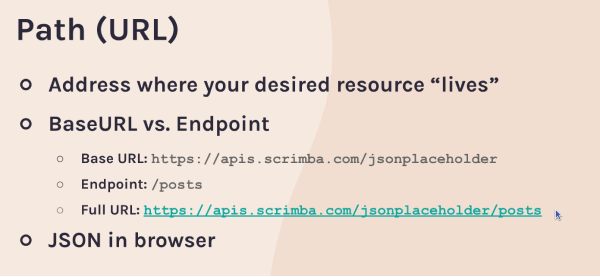 Path (URL)
Address where your desired resource “lives”
BaseURL vs. Endpoint
Base URL: https://apis.scrimba.com/jsonplaceholder
Endpoint: /posts
Full URL: https://apis.scrimba.com/jsonplaceholder/posts
JSON in browser